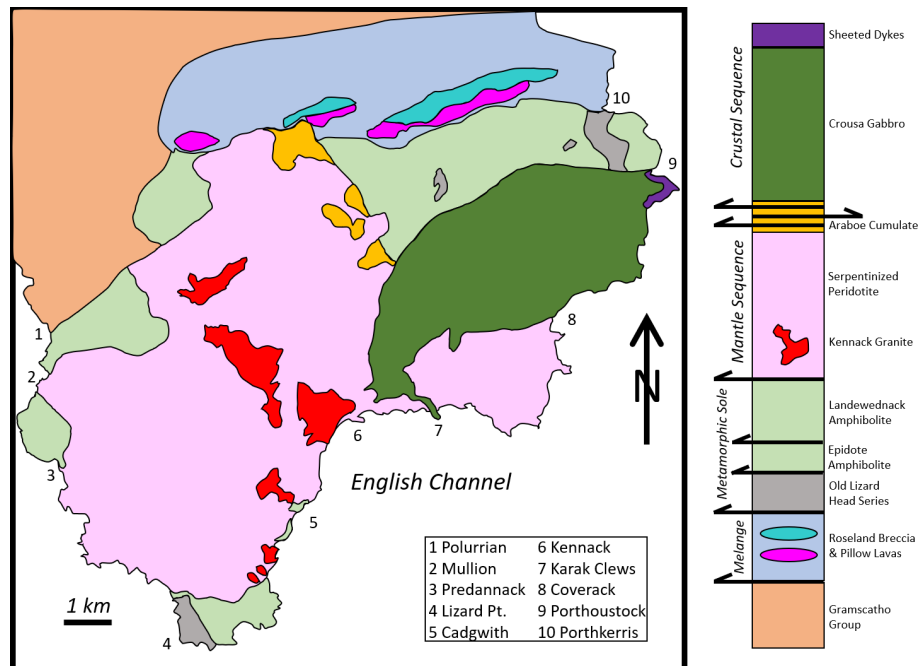 10
9
8
7
6
5
4
3
2
1
N
English Channel
1 km
1 Polurrian
2 Mullion
3 Predannack
4 Lizard Pt.
5 Cadgwith
6 Kennack
7 Karak Clews
8 Coverack
9 Porthoustock
10 Porthkerris
Crustal Sequence
Mantle Sequence
Metamorphic Sole
Melange
Sheeted Dykes
Crousa Gabbro
Araboe Cumulate
Serpentinized
Peridotite
Kennack Granite
Landewednack
Amphibolite
Epidote
Amphibolite
Old Lizard
Head Series
Roseland Breccia
& Pillow Lavas
Gramscatho
Group